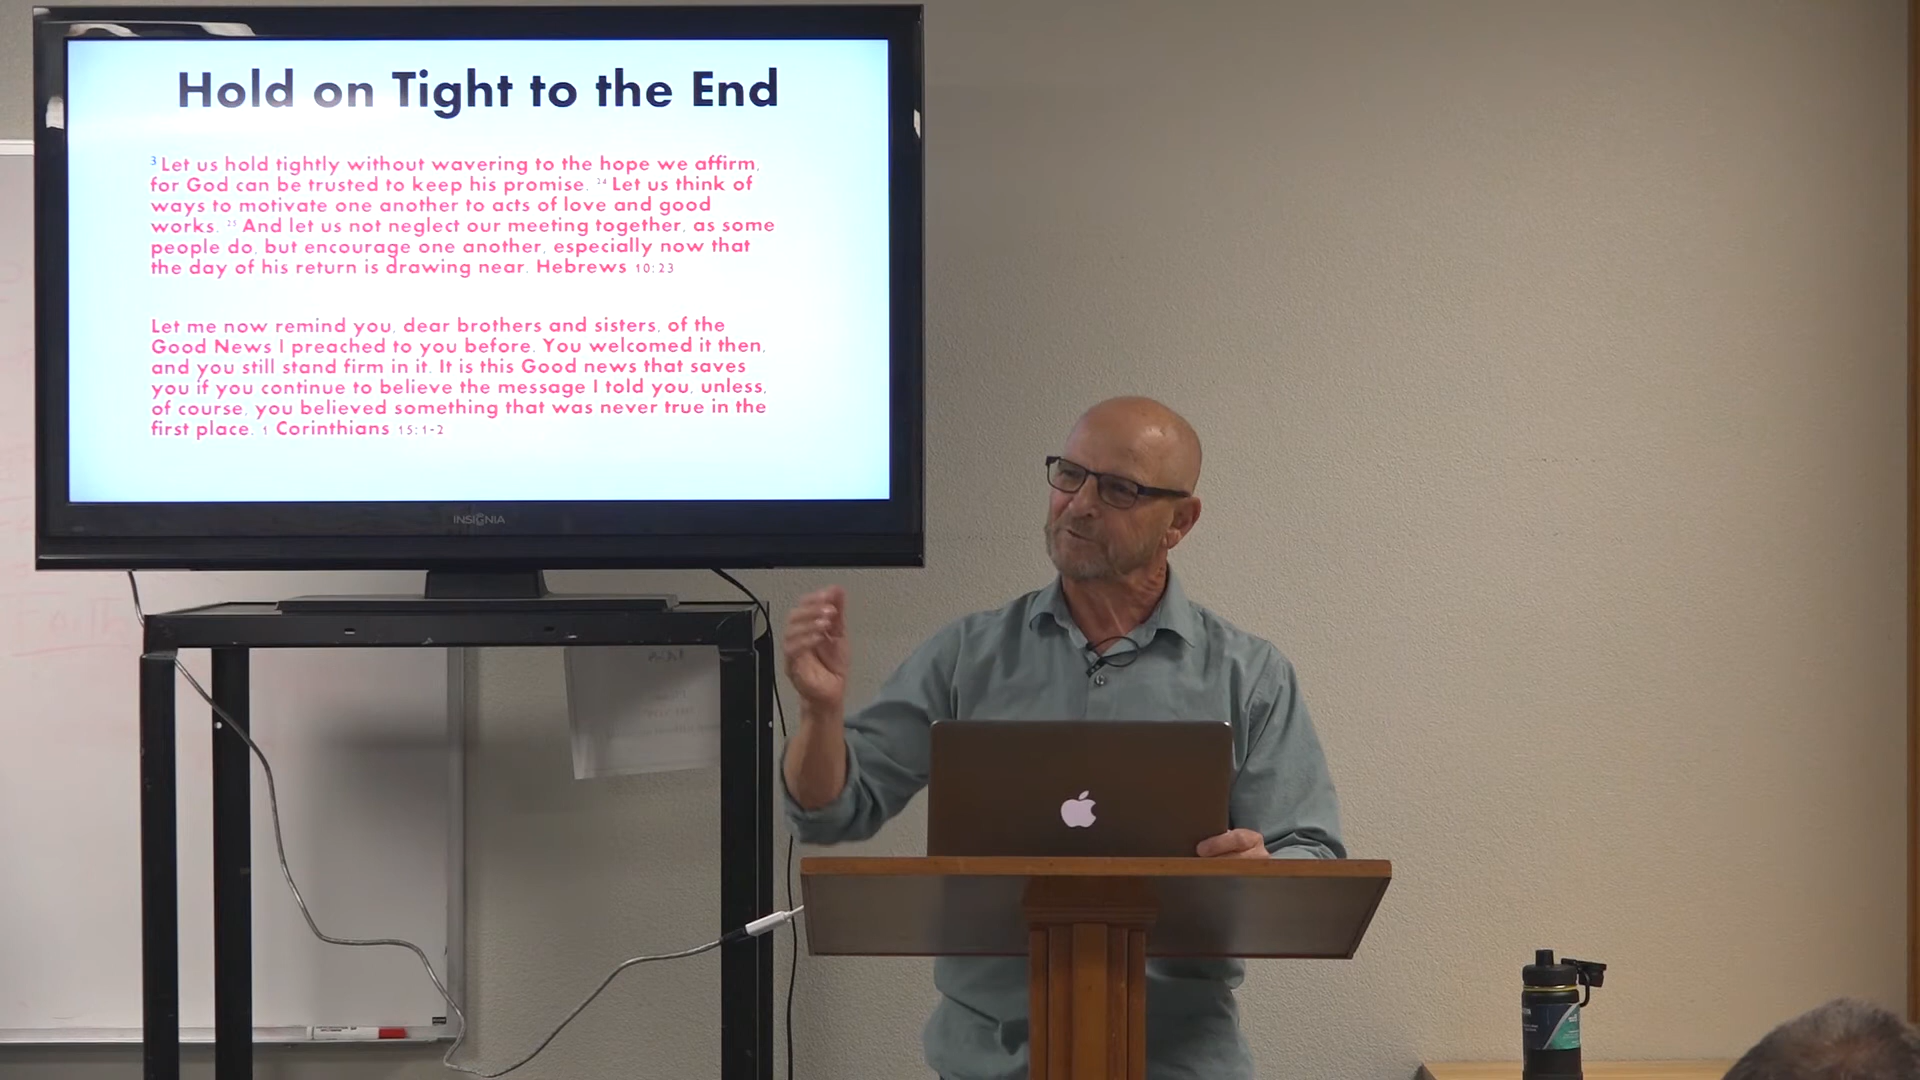 Hold on Tight to the End
3 Let us hold tightly without wavering to the hope we affirm,
for God can be trusted to keep his promise. 24 Let us think of
ways to motivate one another to acts of love and good
works. 25 And let us not neglect our meeting together, as some
people do, but encourage one another, especially now that
the day of his return is drawing near. Hebrews 10:23
Let me now remind you, dear brothers and sisters, of the
Good News I preached to you before. You welcomed it then,
and you still stand firm in it. It is this Good news that saves
you if you continue to believe the message I told you, unless,
of course, you believed something that was never true in the
first place. 1 Corinthians 15:1-2
INSIGNIA